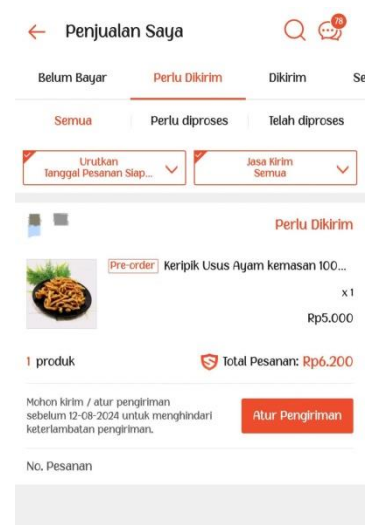 Penjualan Saya
78
Belum Bayar
Perlu Dikirim
Dikirim
Se
Semua
Perlu diproses
Telah diproses
Urutkan
Tanggal Pesanan Siap...
Jasa Kirim
Semua
Perlu Dikirim
Pre-order Keripik Usus Ayam kemasan 100...
x1
Rp5.000
1 produk
Total Pesanan: Rp6.200
Mohon kirim / atur pengiriman
sebelum 12-08-2024 untuk menghindari
keterlambatan pengiriman.
Atur Pengiriman
No. Pesanan